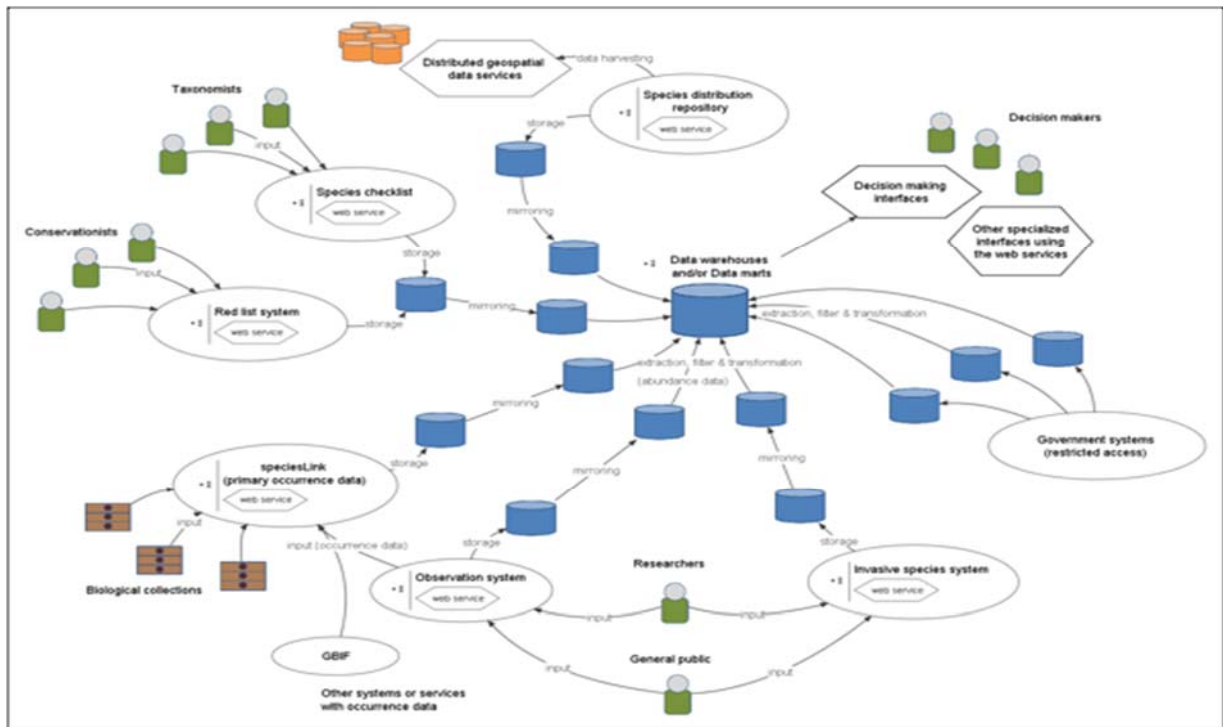 Distributed geospatial
data services
data harvesting
Species distribution
repository
web service
storage
mirroring
Taxonomists
input
Species checklist
web service
storage
Conservationists
input
Red list system
web service
storage
mirroring
Decision makers
Decision making
interfaces
Other specialized
interfaces using
the web services
Data warehouses
and/or Data marts
extraction, filter & transformation
Government systems
(restricted access)
extraction, filter & transformation
(abundance data)
mirroring
storage
speciesLink
(primary occurrence data)
web service
input
Biological collections
input (occurrence data)
GBIF
Other systems or services
with occurrence data
mirroring
storage
Observation system
web service
mirroring
storage
Invasive species system
web service
Researchers
input
input
General public
input
input